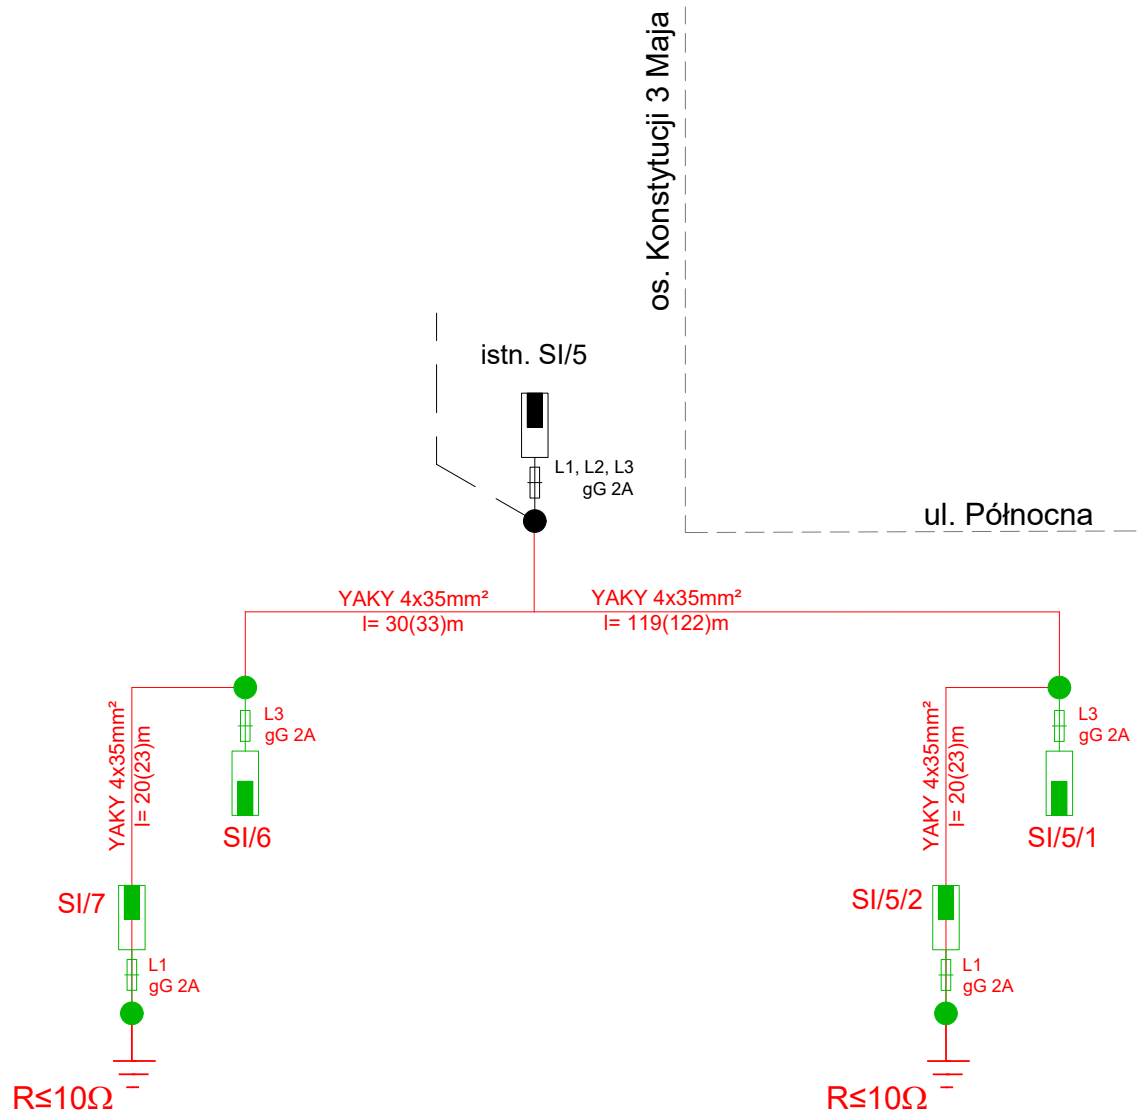 os. Konstytucji 3 Maja
istn. SI/5
L1, L2, L3
gG 2A
ul. Północna
YAKY 4x35mm²
l= 30(33)m
YAKY 4x35mm²
l= 119(122)m
L3
gG 2A
SI/6
YAKY 4x35mm²
l= 20(23)m
SI/7
L1
gG 2A
R≤10Ω
L3
gG 2A
SI/5/1
YAKY 4x35mm²
l= 20(23)m
SI/5/2
L1
gG 2A
R≤10Ω